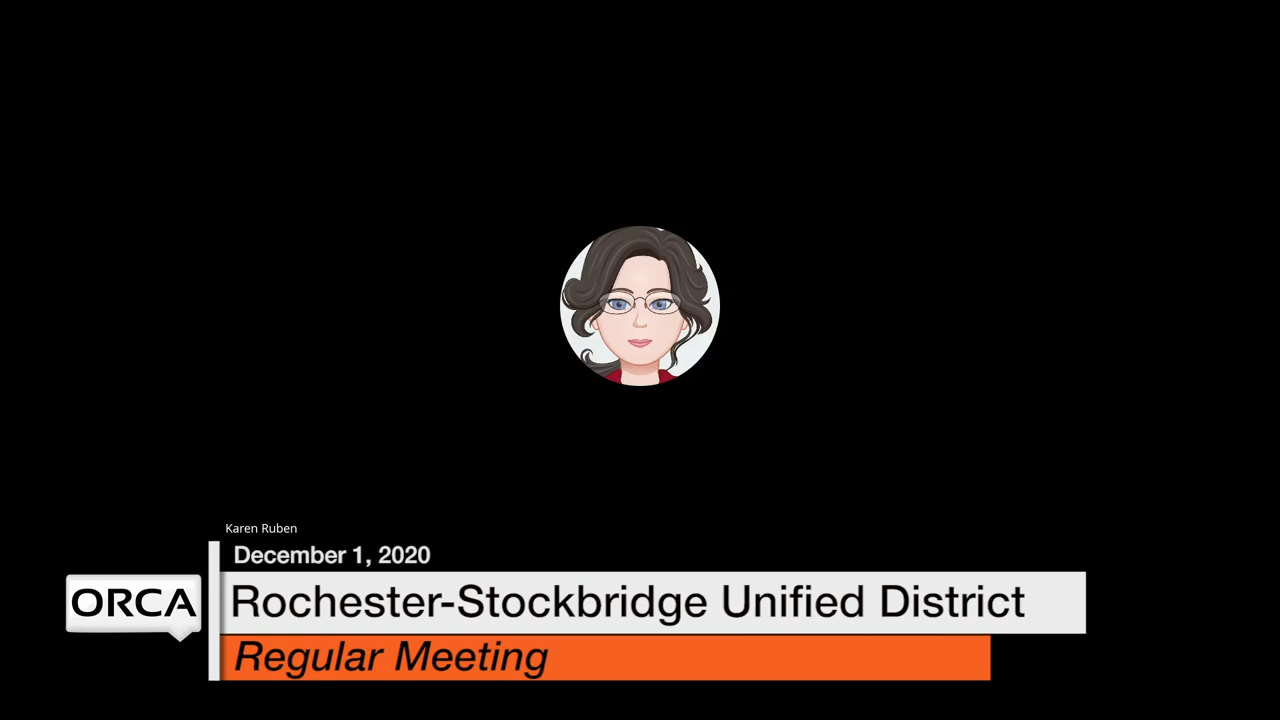 Karen Ruben
December 1, 2020
ORCA
Rochester-Stockbridge Unified District
Regular Meeting